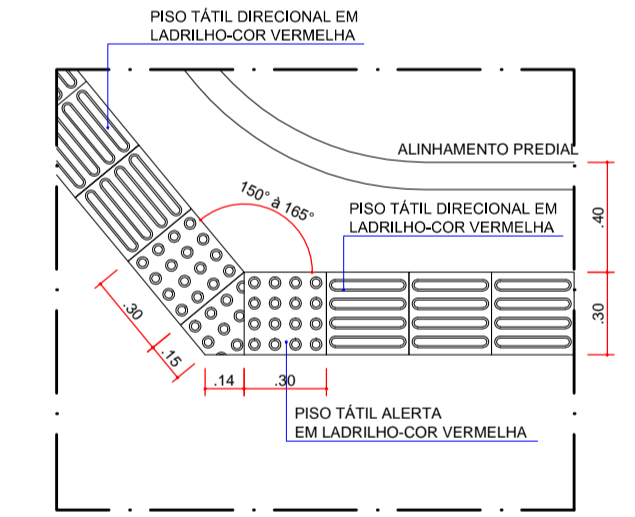 PISO TÁTIL DIRECIONAL EM
LADRILHO-COR VERMELHA
ALINHAMENTO PREDIAL
150° à 165°
PISO TÁTIL DIRECIONAL EM
LADRILHO-COR VERMELHA
.40
.30
.30
.15
.14
.30
PISO TÁTIL ALERTA
EM LADRILHO-COR VERMELHA